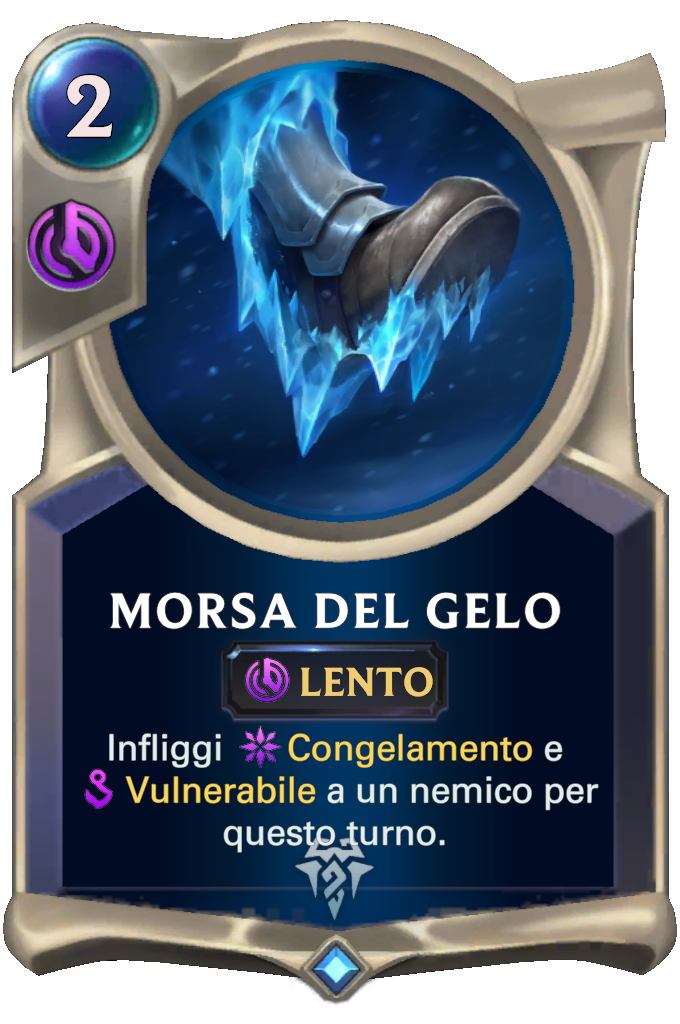 2
MORSA DEL GELO
LENTO
Infliggi Congelamento e
Vulnerabile a un nemico per
questo turno.